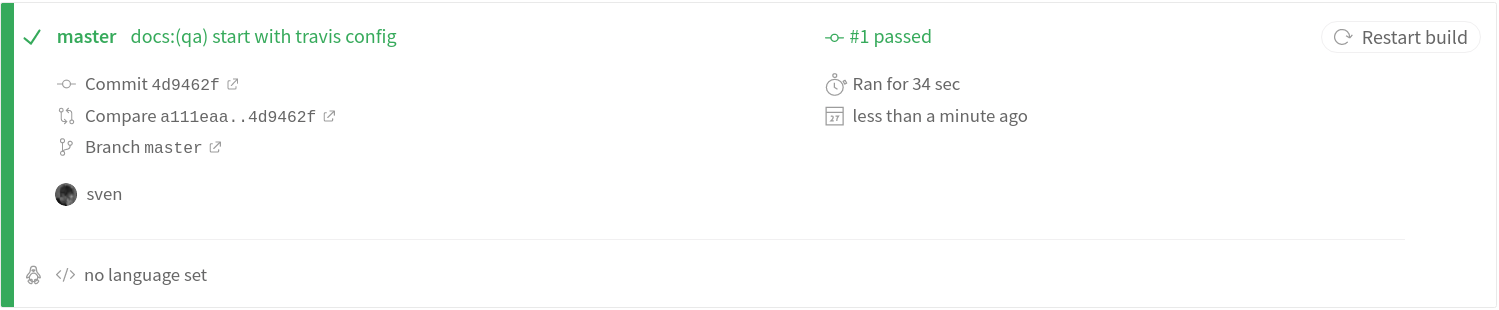 master docs:(qa) start with travis config
#1 passed
Restart build
Commit 4d9462f
Ran for 34 sec
Compare a111eaa..4d9462f
27 less than a minute ago
Branch master
sven
</> no language set